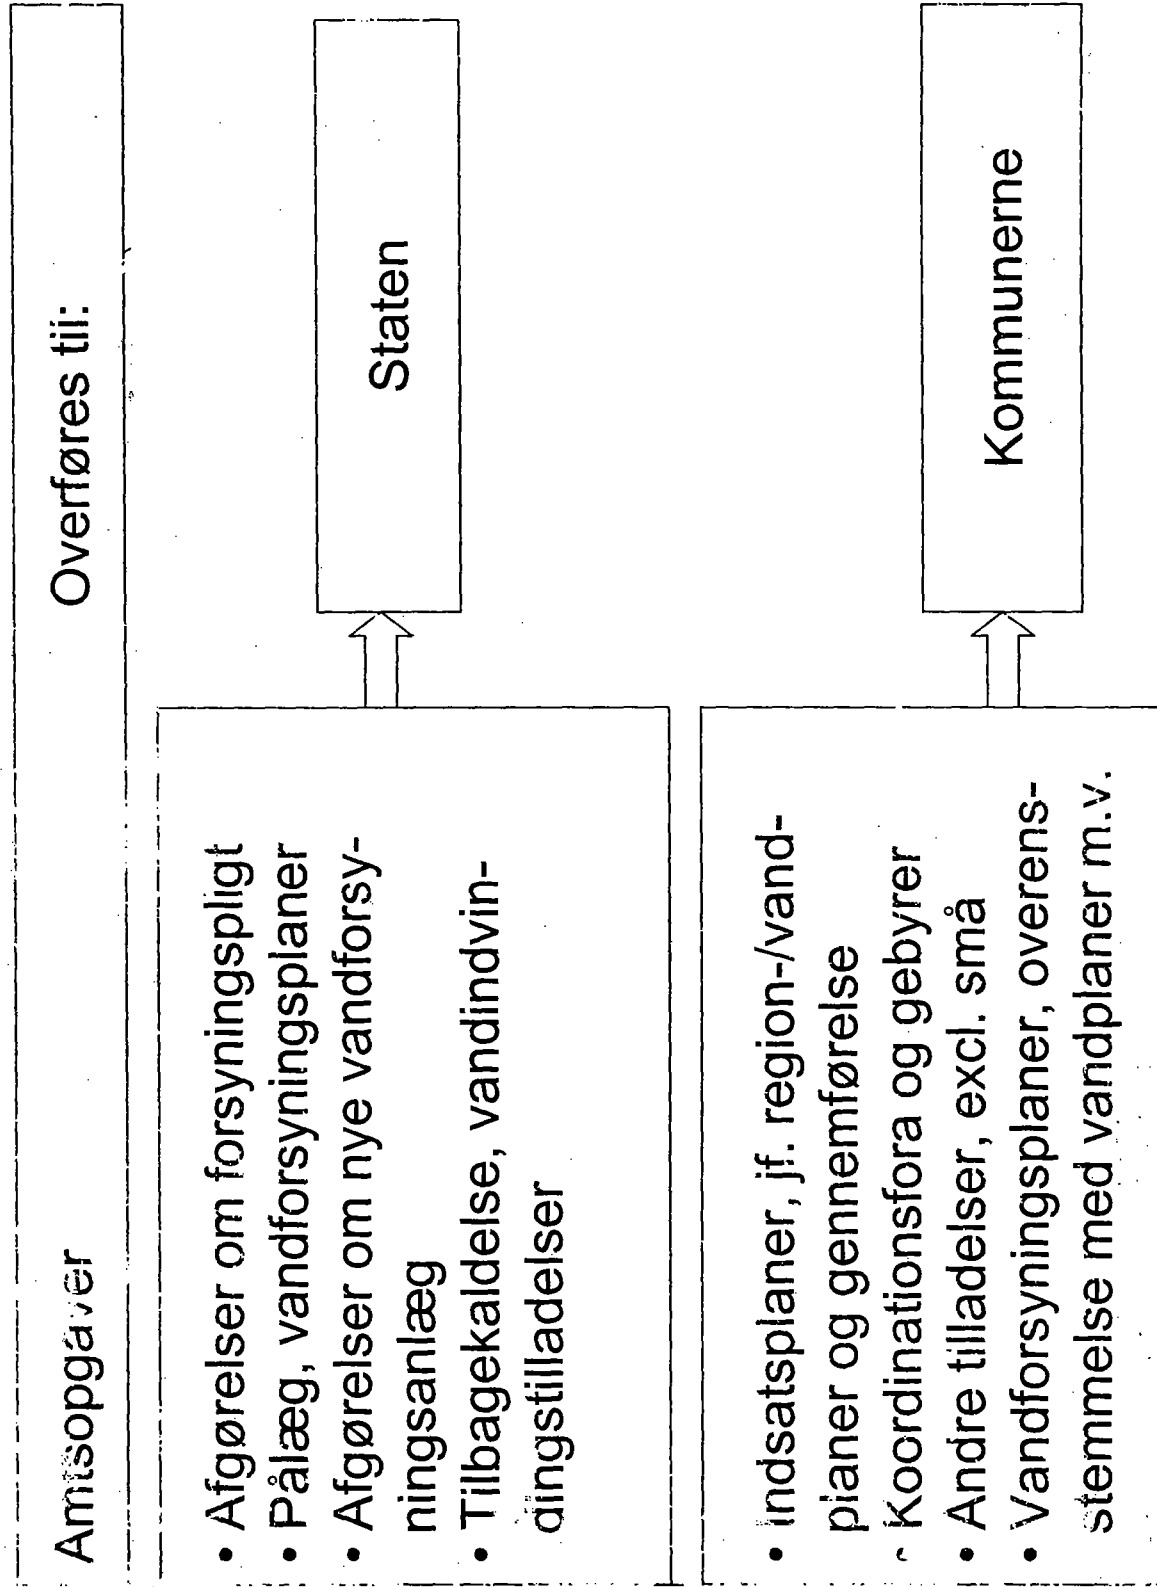 Amtsopgaver
Overføres til:
• Afgørelser om forsyningspligt
• Pålæg, vandforsyningsplaner
• Afgørelser om nye vandforsy-
ningsanlæg
• Tilbagekaldelse, vandindvin-
dingstilladelser
Staten
• Indsatsplaner, jf. region-/vand-
planer og gennemførelse
• Koordinationsfora og gebyrer
• Andre tilladelser, excl. små
• Vandforsyningsplaner, overens-
stemmelse med vandplaner m.v.
Kommunerne